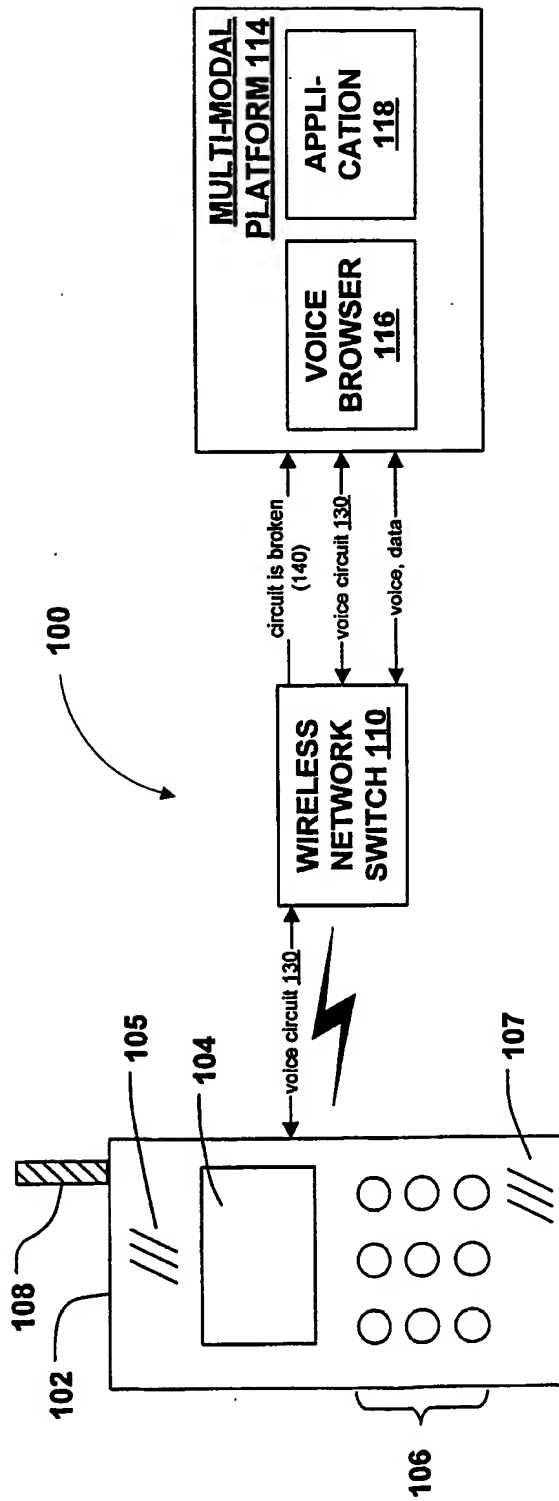 100
108
102
105
104
106
107
voice circuit 130
WIRELESS
NETWORK
SWITCH 110
circuit is broken
(140)
voice circuit 130
voice, data
MULTI-MODAL
PLATFORM 114
VOICE
BROWSER
116
APPLI-
CATION
118